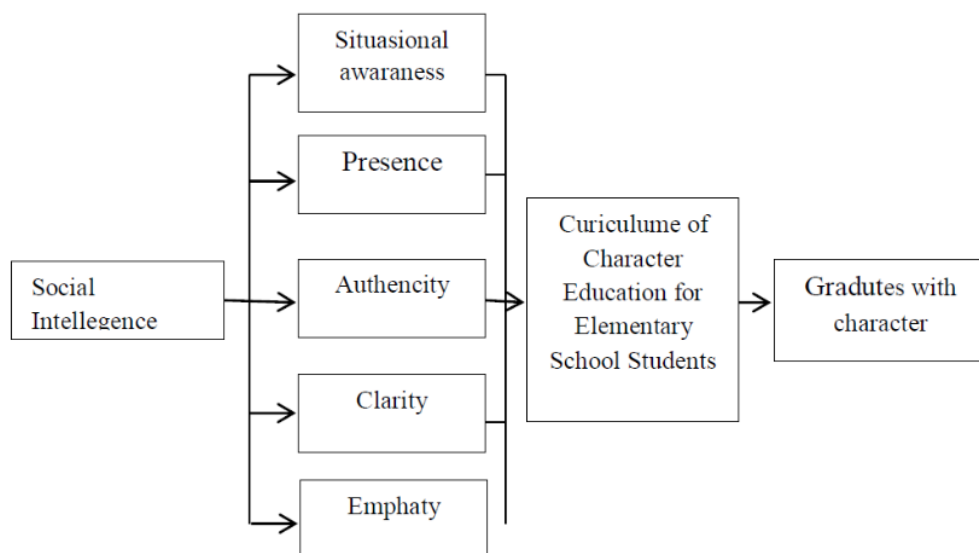 Situasional
awaraness
Presence
Authencity
Clarity
Emphaty
Social
Intellegence
Curiculume of
Character
Education for
Elementary
School Students
Gradutes with
character